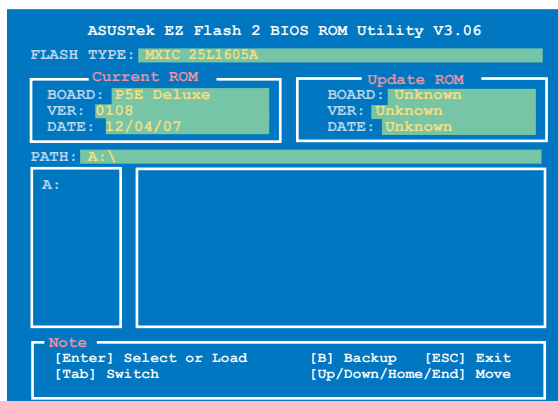 ASUSTek EZ Flash 2 BIOS ROM Utility V3.06
FLASH TYPE: MXIC 25L1605A
Current ROM
BOARD: P5E Deluxe
VER: 0108
DATE: 12/04/07
Update ROM
BOARD: Unknown
VER: Unknown
DATE: Unknown
PATH: A:\
A:
Note
[Enter] Select or Load [B] Backup [ESC] Exit
[Tab] Switch [Up/Down/Home/End] Move